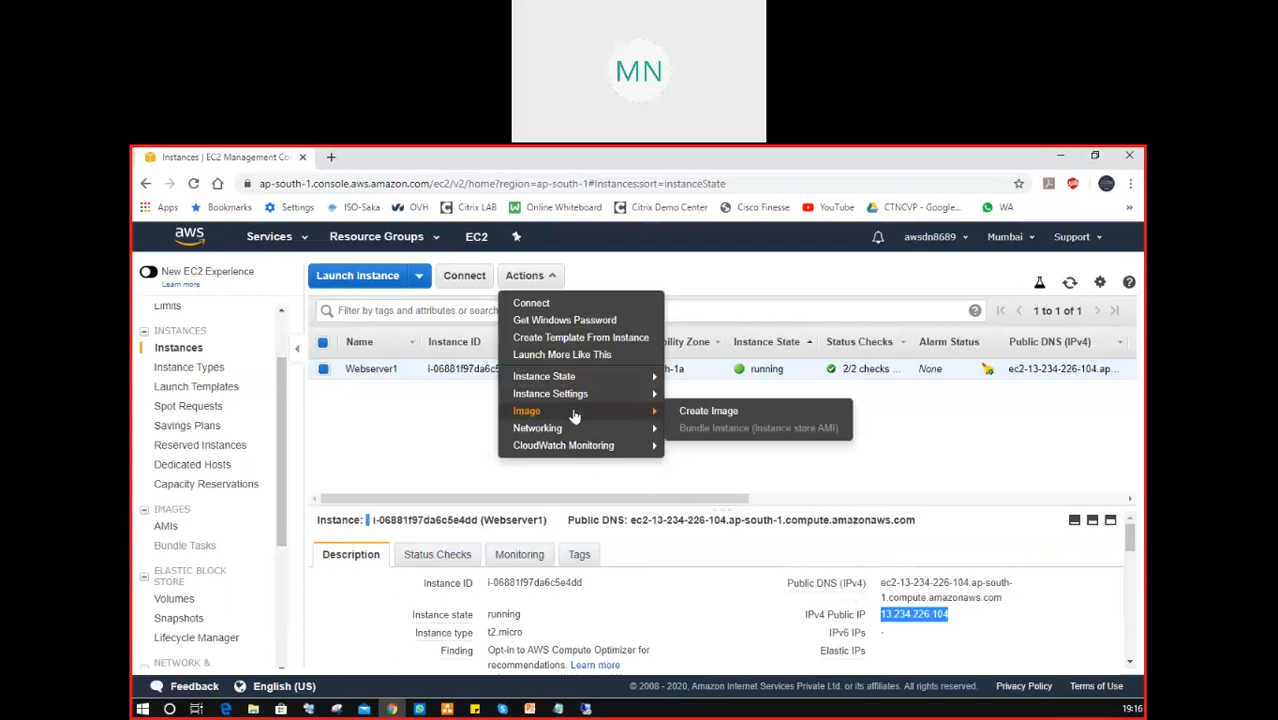 MN
Instances | EC2 Management Co
ap-south-1.console.aws.amazon.com/ec2/v2/home?region=ap-south-1#Instances:sort=instanceState
Apps Bookmarks Settings ISO-Saka OVH Citrix LAB Online Whiteboard Citrix Demo Center Cisco Finesse YouTube CTNCVP - Google... WA
aws Services Resource Groups EC2 awsdn8689 Mumbai Support
New EC2 Experience
Learn more
Limits
INSTANCES
Instances
Instance Types
Launch Templates
Spot Requests
Savings Plans
Reserved Instances
Dedicated Hosts
Capacity Reservations
IMAGES
AMIs
Bundle Tasks
ELASTIC BLOCK
STORE
Volumes
Snapshots
Lifecycle Manager
NETWORK &
Launch Instance Connect Actions
Filter by tags and attributes or search 1 to 1 of 1
Name Instance ID bility Zone Instance State Status Checks Alarm Status Public DNS (IPv4)
Webserver1 i-06881f97da6c5 h-1a running 2/2 checks ... None ec2-13-234-226-104.ap...
Connect
Get Windows Password
Create Template From Instance
Launch More Like This
Instance State
Instance Settings
Image
Networking
CloudWatch Monitoring
Create Image
Bundle Instance (instance store AMI)
Instance: i-06881f97da6c5e4dd (Webserver1) Public DNS: ec2-13-234-226-104.ap-south-1.compute.amazonaws.com
Description Status Checks Monitoring Tags
Instance ID i-06881f97da6c5e4dd
Instance state running
Instance type t2.micro
Finding Opt-in to AWS Compute Optimizer for
recommendations. Learn more
Public DNS (IPv4) ec2-13-234-226-104.ap-south-
1.compute.amazonaws.com
IPv4 Public IP 13.234.226.104
IPv6 IPs -
Elastic IPs
Feedback English (US) © 2008 - 2020, Amazon Internet Services Private Ltd. or its affiliates. All rights reserved. Privacy Policy Terms of Use
19:16